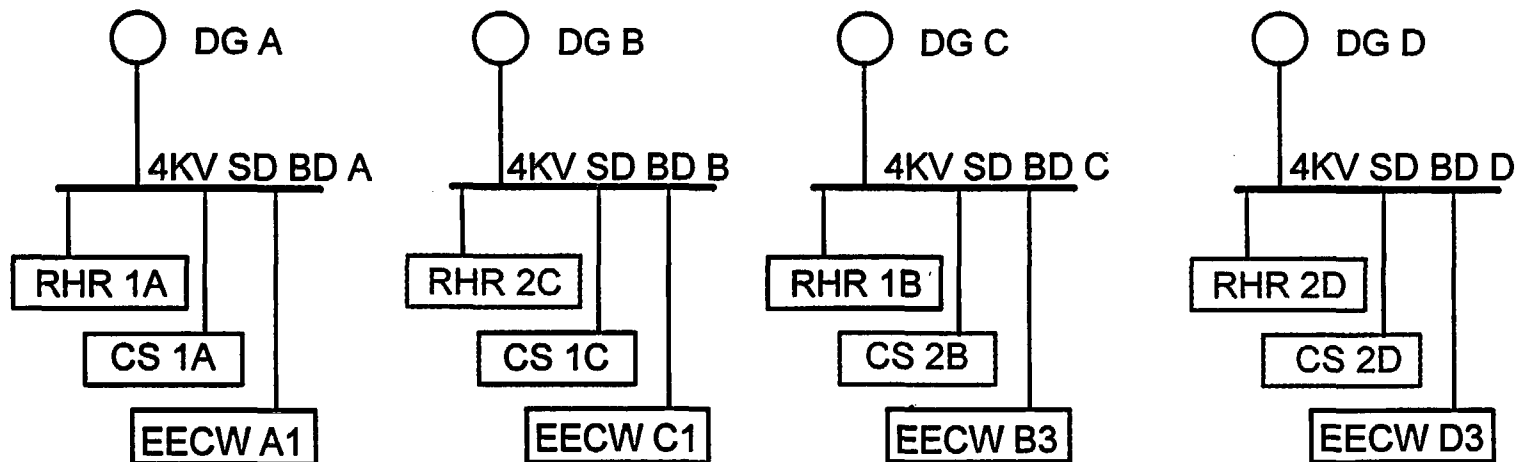 DG A
DG B
DG C
DG D
4KV SD BD A
4KV SD BD B
4KV SD BD C
4KV SD BD D
RHR 1A
RHR 2C
RHR 1B
RHR 2D
CS 1A
CS 1C
CS 2B
CS 2D
EECW A1
EECW C1
EECW B3
EECW D3